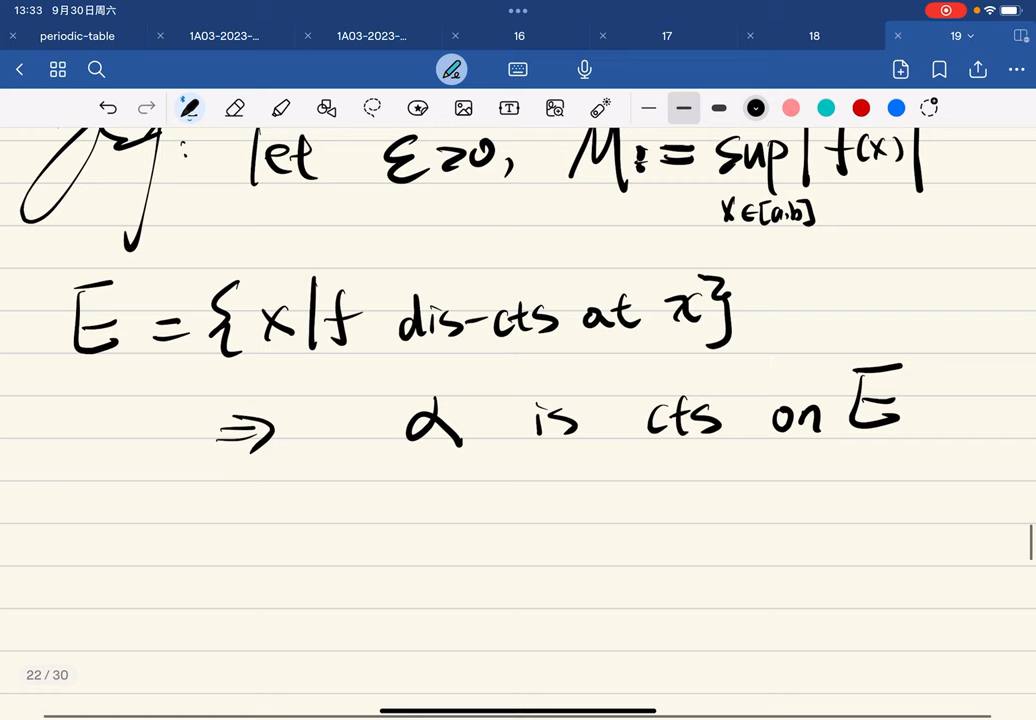 13:33 9月30日周六
periodic-table 1A03-2023-... 1A03-2023-... 16 17 18 19
: let ε>0, M := sup|f(x)|
x∈[a,b]
E = {x|f dis-cts at x}
⇒ α is cts on E
22 / 30